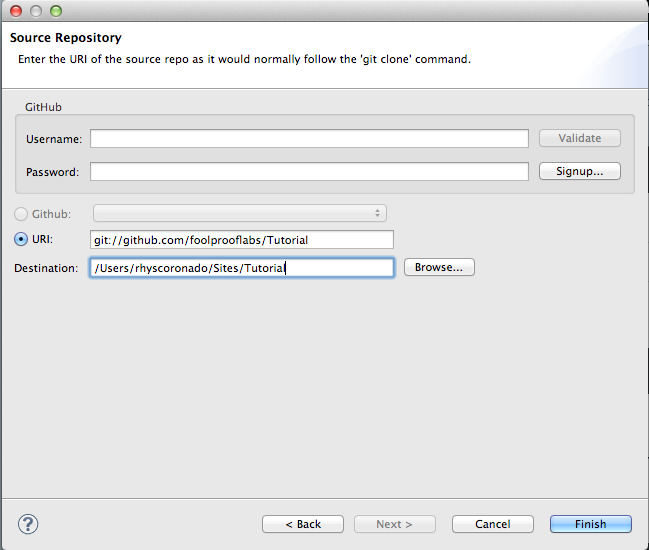 Source Repository
Enter the URI of the source repo as it would normally follow the 'git clone' command.
GitHub
Username:
Validate
Password:
Signup...
Github:
URI: git://github.com/foolprooflabs/Tutorial
Destination: /Users/rhyscoronado/Sites/Tutorial Browse...
? < Back Next > Cancel Finish